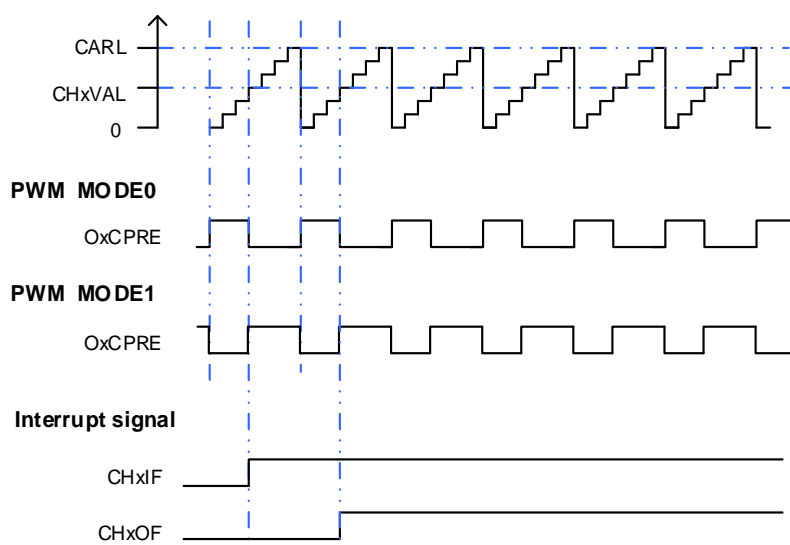 CARL
CHxVAL
0
PWM MODE0
OxCPRE
PWM MODE1
OxCPRE
Interrupt signal
CHxIF
CHxOF